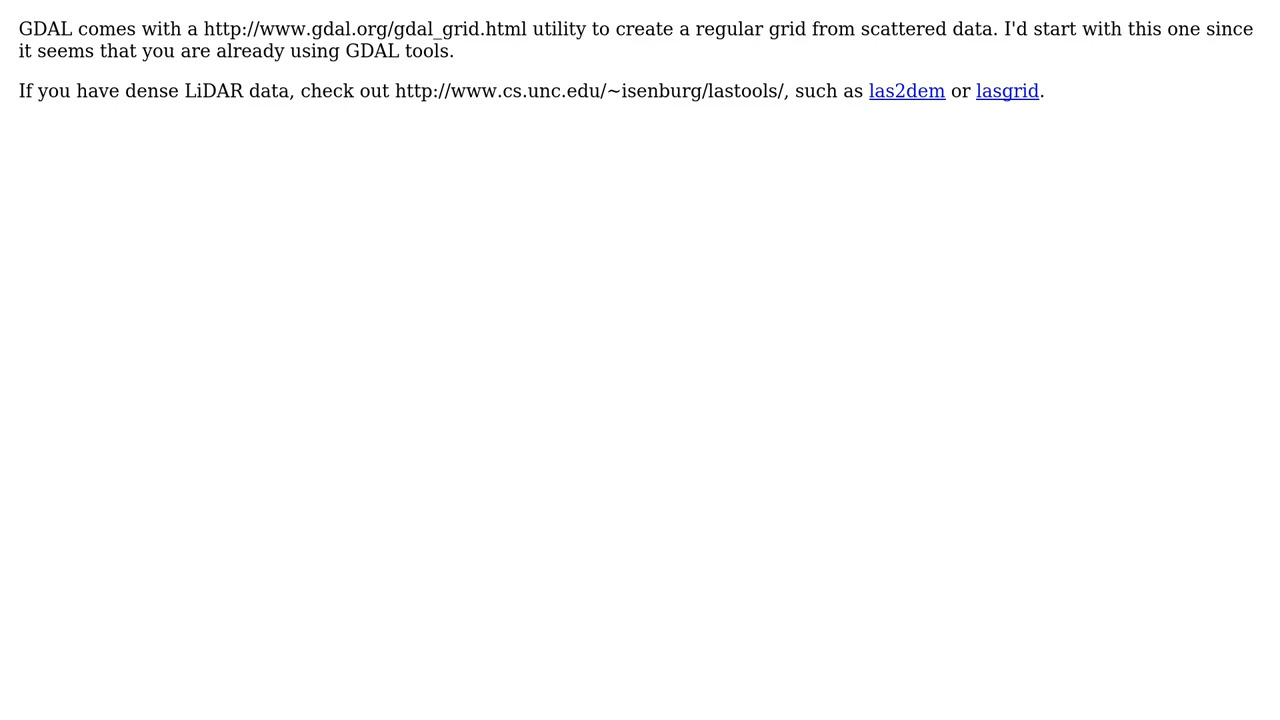 GDAL comes with a http://www.gdal.org/gdal_grid.html utility to create a regular grid from scattered data. I'd start with this one since
it seems that you are already using GDAL tools.
If you have dense LiDAR data, check out http://www.cs.unc.edu/~isenburg/lastools/, such as las2dem or lasgrid.